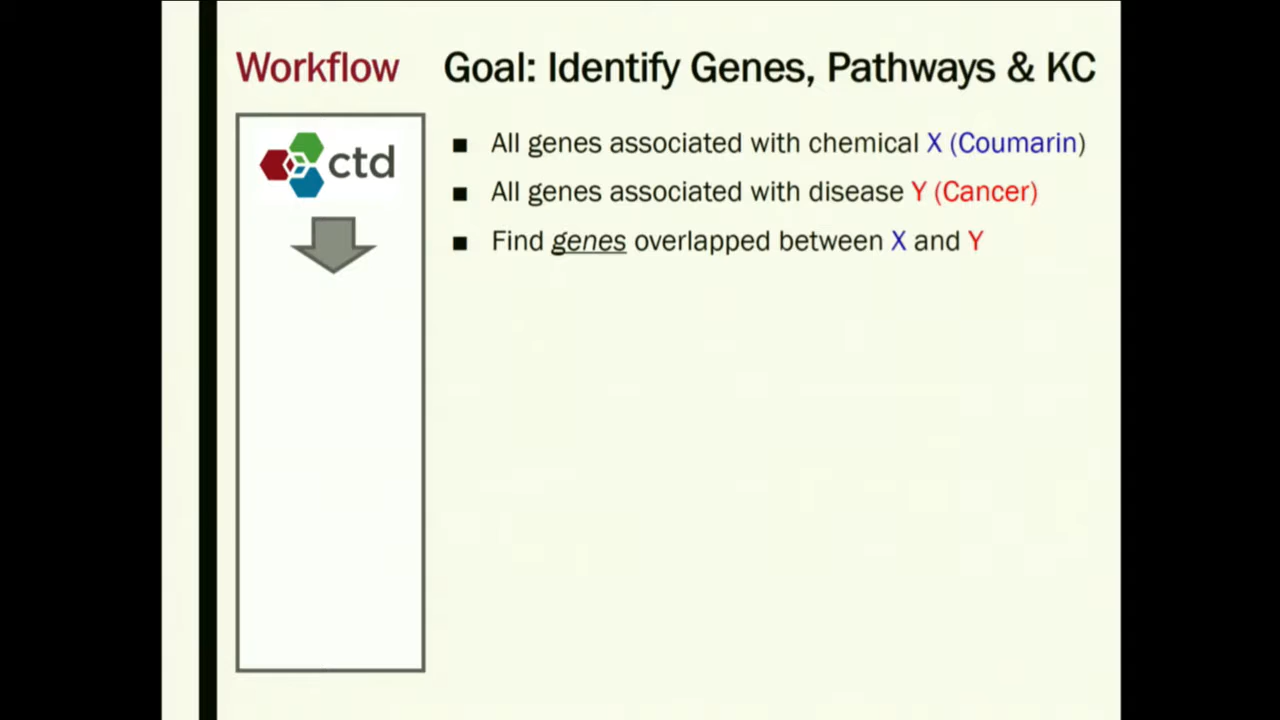 Workflow
Goal: Identify Genes, Pathways & KC
ctd
■ All genes associated with chemical X (Coumarin)
■ All genes associated with disease Y (Cancer)
■ Find genes overlapped between X and Y